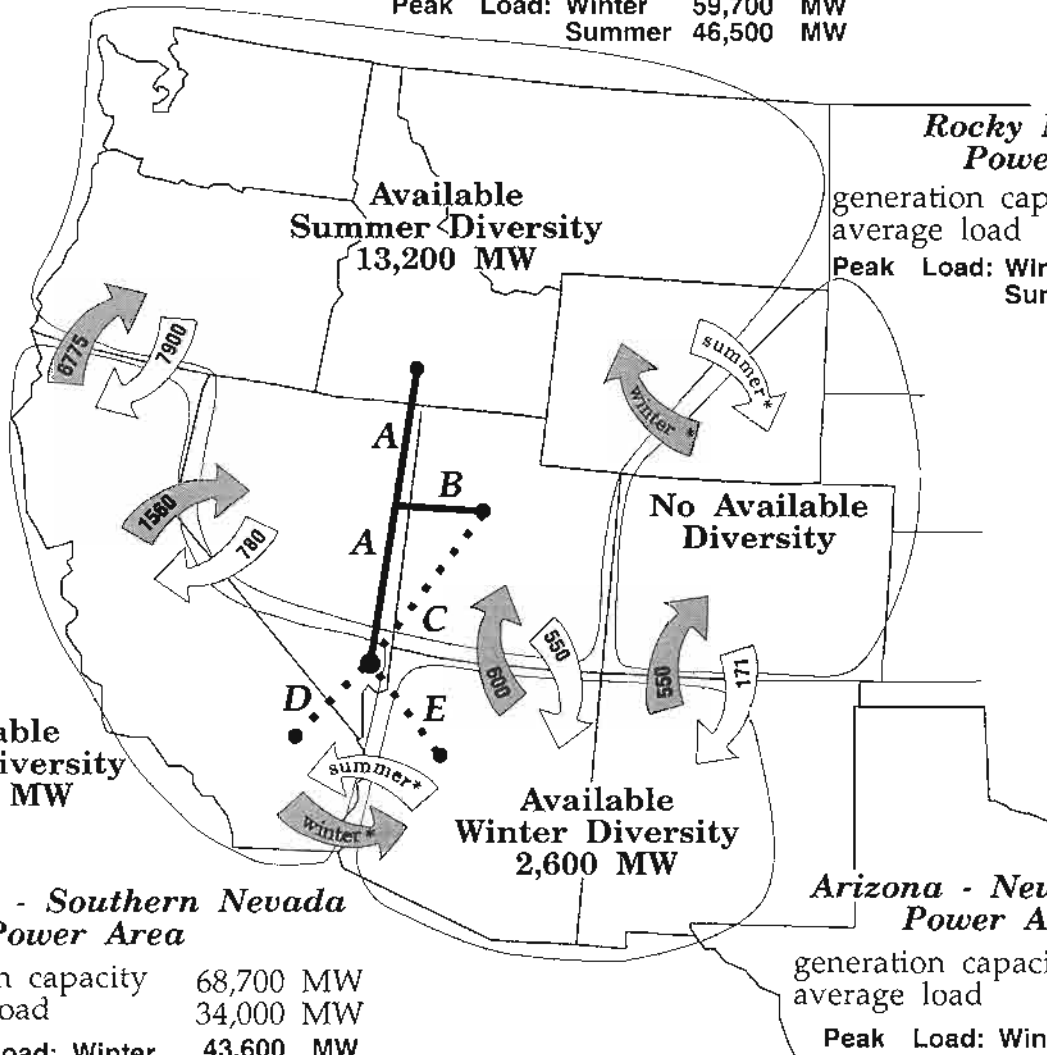 Peak Load: Winter 59,700 MW
Summer 46,500 MW
Rocky
Powe
generation cap
average load
Peak Load: Win
Sum
Available
Summer Diversity
13,200 MW
6775
7900
summer*
winter *
A
B
A
No Available
Diversity
1560
780
C
600
550
550
171
D
E
able
iversity
MW
summer*
winter *
Available
Winter Diversity
2,600 MW
- Southern Nevada
Power Area
n capacity 68,700 MW
oad 34,000 MW
oad: Winter 43,600 MW
Arizona - Nev
Power A
generation capaci
average load
Peak Load: Win